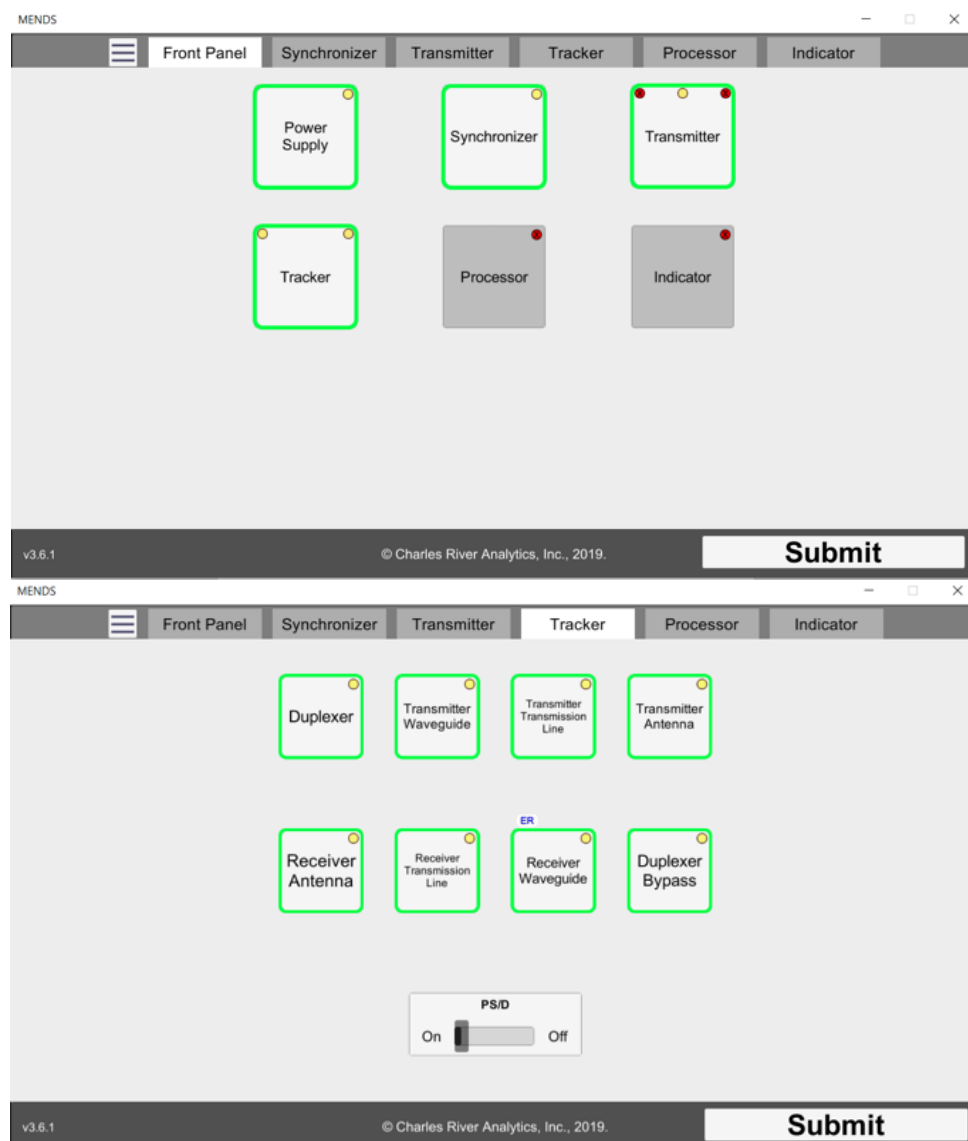 MENDS
Front Panel Synchronizer Transmitter Tracker Processor Indicator
Power
Supply
Synchronizer
X X
Transmitter
Tracker
X
Processor
X
Indicator
v3.6.1 © Charles River Analytics, Inc., 2019. Submit
MENDS
Front Panel Synchronizer Transmitter Tracker Processor Indicator
Duplexer
Transmitter
Waveguide
Transmitter
Transmission
Line
Transmitter
Antenna
Receiver
Antenna
Receiver
Transmission
Line
ER
Receiver
Waveguide
Duplexer
Bypass
PS/D
On Off
v3.6.1 © Charles River Analytics, Inc., 2019. Submit